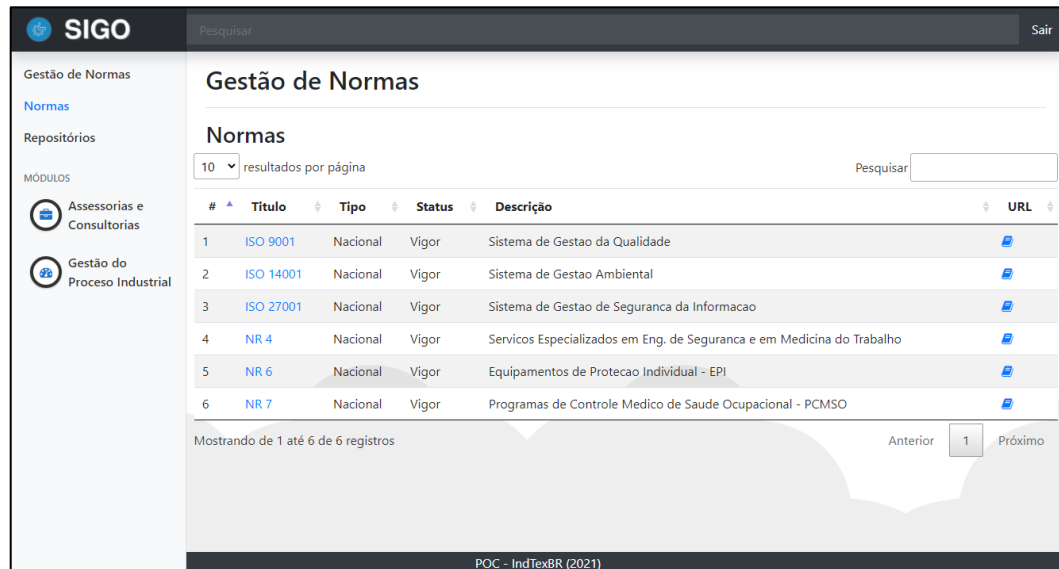 SIGO
Pesquisar
Sair
Gestão de Normas
Normas
Repositórios
MÓDULOS
Assessorias e
Consultorias
Gestão do
Proceso Industrial
Gestão de Normas
Normas
10 resultados por página
Pesquisar
# Titulo Tipo Status Descrição URL
1 ISO 9001 Nacional Vigor Sistema de Gestao da Qualidade
2 ISO 14001 Nacional Vigor Sistema de Gestao Ambiental
3 ISO 27001 Nacional Vigor Sistema de Gestao de Seguranca da Informacao
4 NR 4 Nacional Vigor Servicos Especializados em Eng. de Seguranca e em Medicina do Trabalho
5 NR 6 Nacional Vigor Equipamentos de Protecao Individual - EPI
6 NR 7 Nacional Vigor Programas de Controle Medico de Saude Ocupacional - PCMSO
Mostrando de 1 até 6 de 6 registros
Anterior 1 Próximo
POC - IndTexBR (2021)